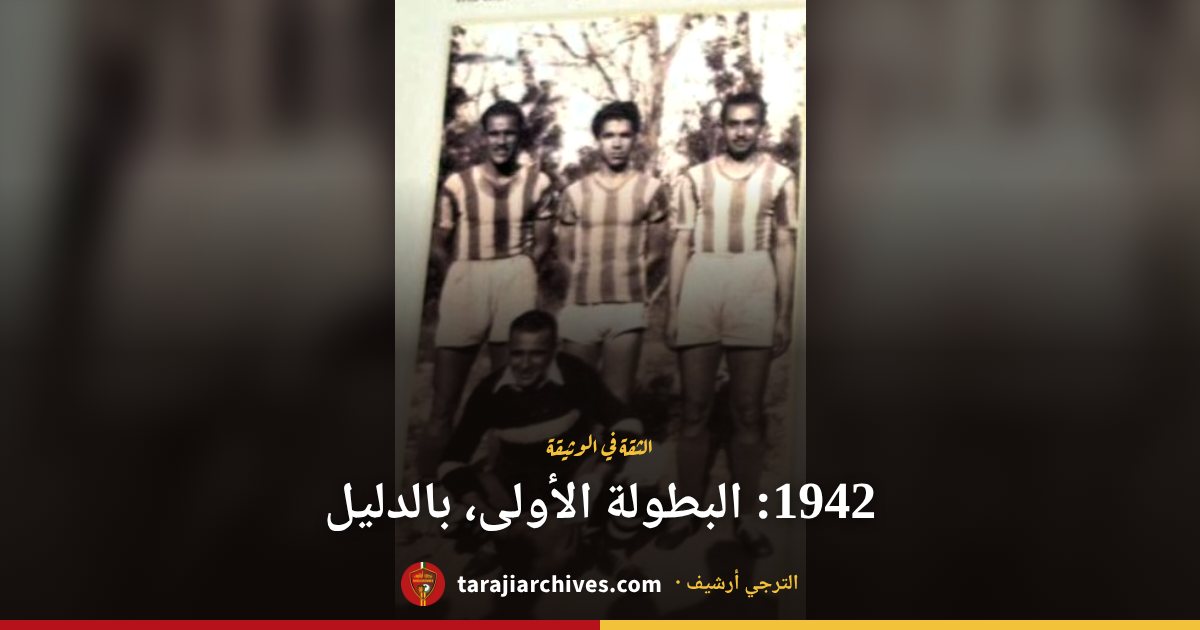 الثقة في الوثيقة
1942: البطولة الأولى، بالدليل
tarajiarchives.com · الترجي أرشيف